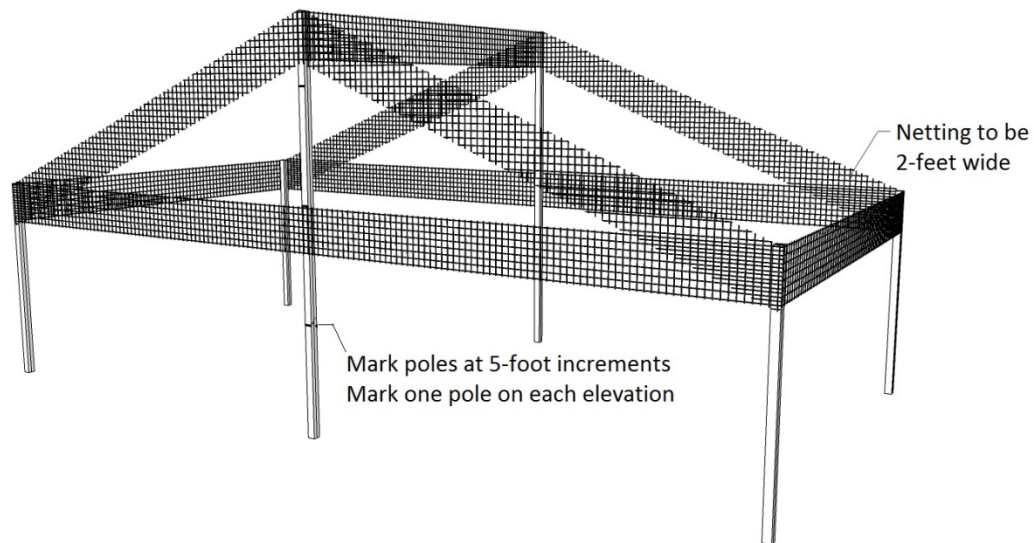 Netting to be
2-feet wide
Mark poles at 5-foot increments
Mark one pole on each elevation